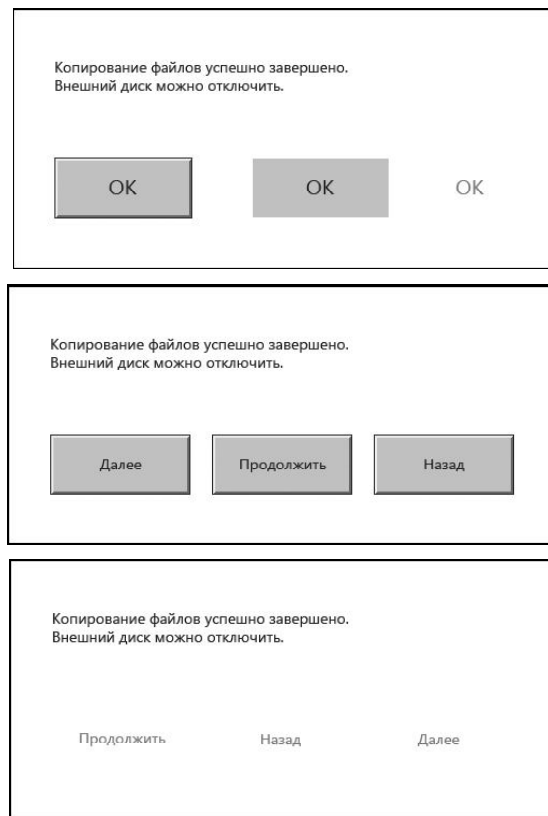 Копирование файлов успешно завершено.
Внешний диск можно отключить.
OK OK OK
Копирование файлов успешно завершено.
Внешний диск можно отключить.
Далее Продолжить Назад
Копирование файлов успешно завершено.
Внешний диск можно отключить.
Продолжить Назад Далее